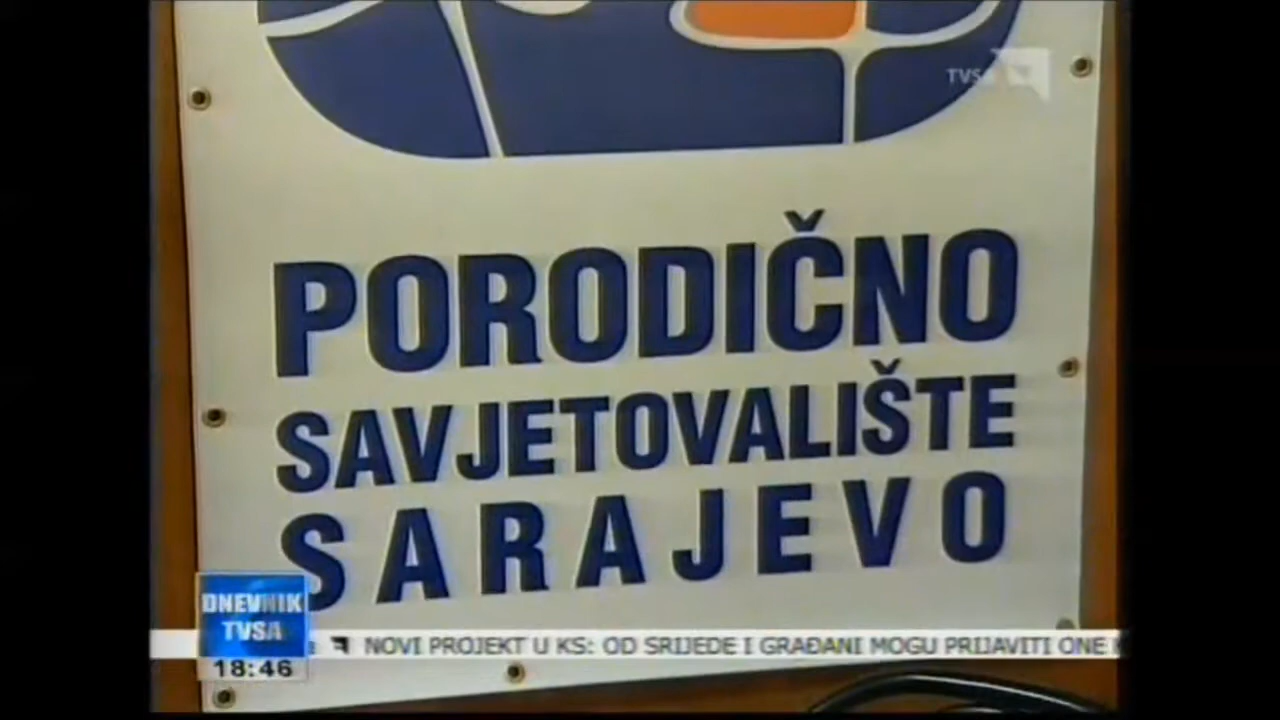 TVSA
PORODIČNO
SAVJETOVALIŠTE
SARAJEVO
DNEVNIK
TVSA
NOVI PROJEKT U KS: OD SRIJEDE I GRAĐANI MOGU PRIJAVITI ONE
18:46